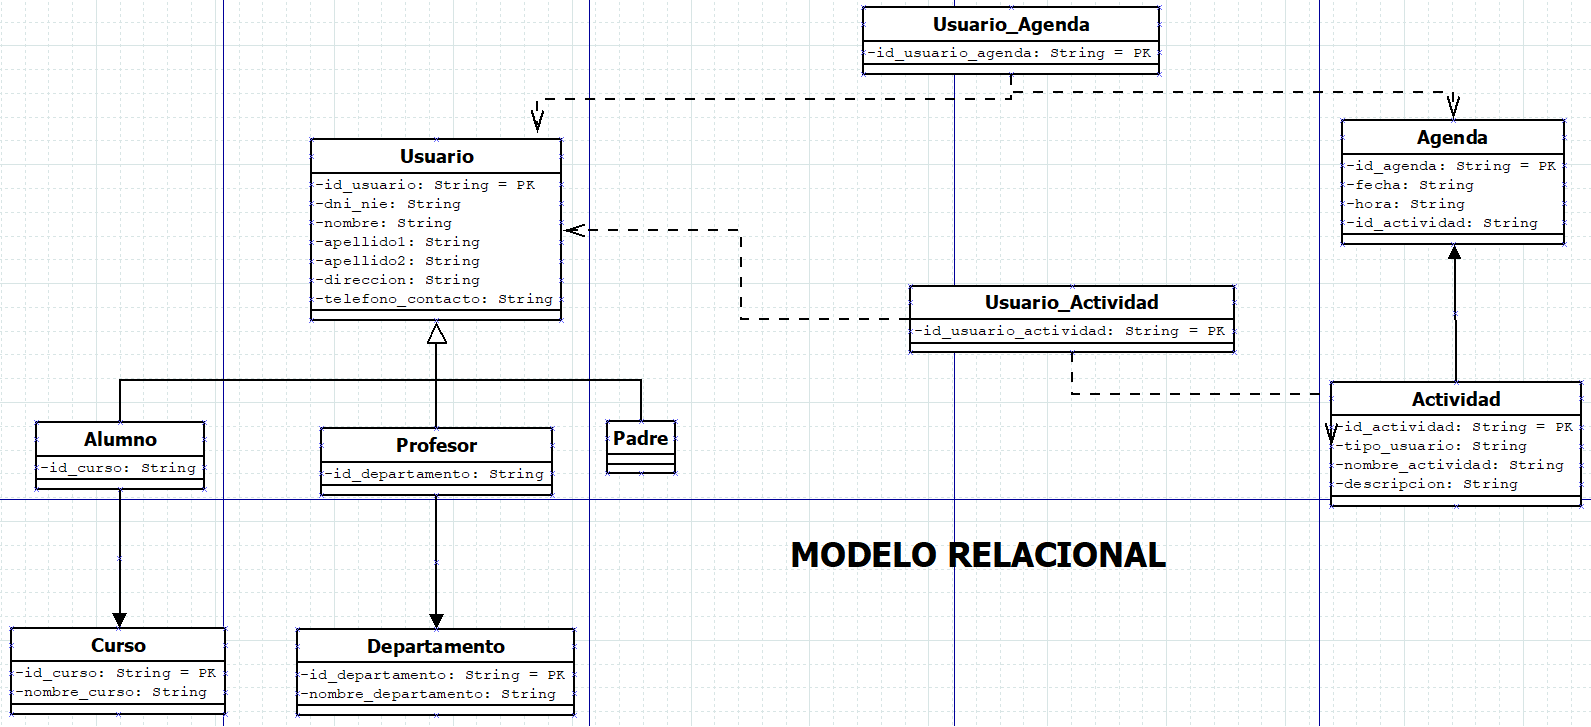 Usuario_Agenda
-id_usuario_agenda: String = PK
Usuario
-id_usuario: String = PK
-dni_nie: String
-nombre: String
-apellido1: String
-apellido2: String
-direccion: String
-telefono_contacto: String
Agenda
-id_agenda: String = PK
-fecha: String
-hora: String
-id_actividad: String
Usuario_Actividad
-id_usuario_actividad: String = PK
Actividad
-id_actividad: String = PK
-tipo_usuario: String
-nombre_actividad: String
-descripcion: String
Alumno
-id_curso: String
Profesor
-id_departamento: String
Padre
MODELO RELACIONAL
Curso
-id_curso: String = PK
-nombre_curso: String
Departamento
-id_departamento: String = PK
-nombre_departamento: String